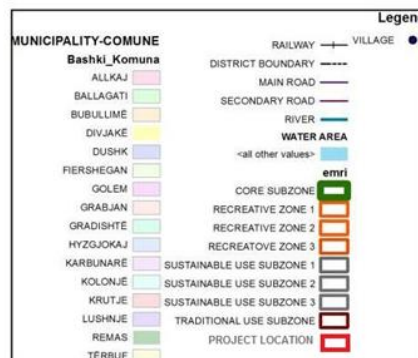 Legen
MUNICIPALITY-COMUNE
Bashki_Komuna
ALLKAJ
BALLAGATI
BUBULLIMË
DIVJAKË
DUSHK
FIERSHEGAN
GOLEM
GRABJAN
GRADISHTË
HYZGJOKAJ
KARBUNARË
KOLONJË
KRUTJE
LUSHNJE
REMAS
TËRBUF
RAILWAY
DISTRICT BOUNDARY
MAIN ROAD
SECONDARY ROAD
RIVER
WATER AREA
<all other values>
emri
CORE SUBZONE
RECREATIVE ZONE 1
RECREATIVE ZONE 2
RECREATOVE ZONE 3
SUSTAINABLE USE SUBZONE 1
SUSTAINABLE USE SUBZONE 2
SUSTAINABLE USE SUBZONE 3
TRADITIONAL USE SUBZONE
PROJECT LOCATION
VILLAGE